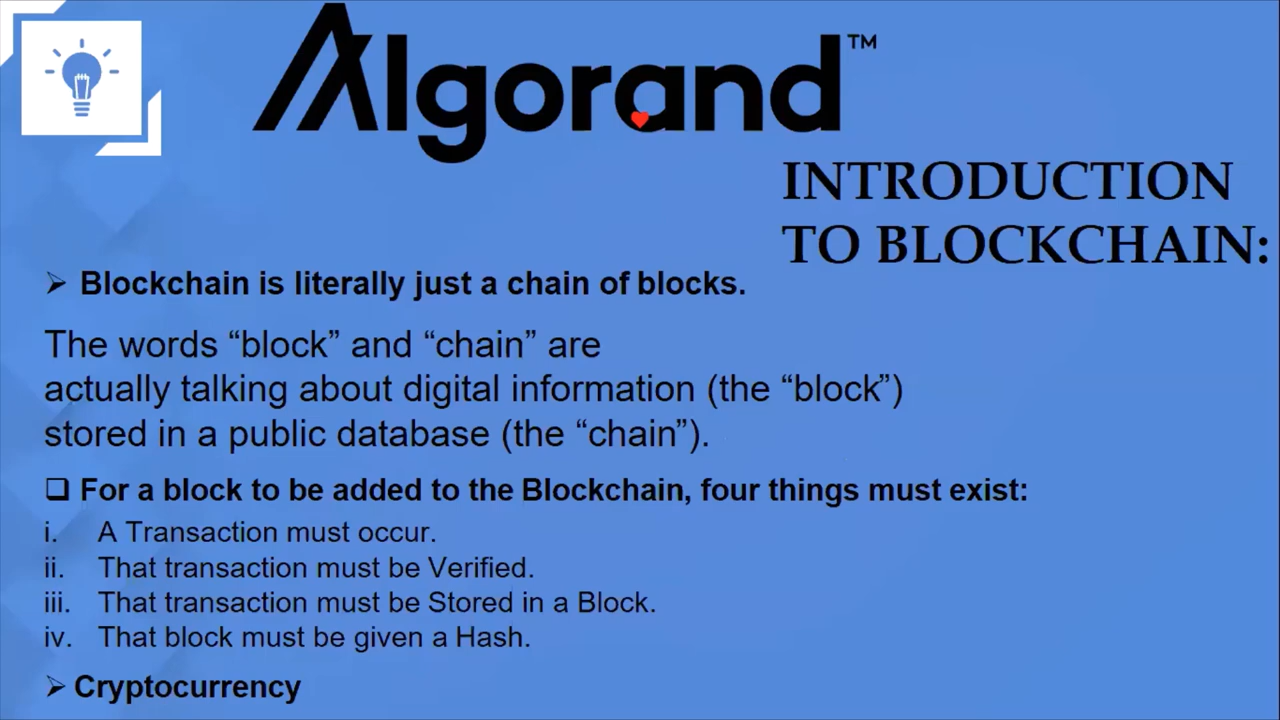 Algorand™
INTRODUCTION
TO BLOCKCHAIN:
➢ Blockchain is literally just a chain of blocks.
The words “block” and “chain” are
actually talking about digital information (the “block”)
stored in a public database (the “chain”).
❑ For a block to be added to the Blockchain, four things must exist:
i. A Transaction must occur.
ii. That transaction must be Verified.
iii. That transaction must be Stored in a Block.
iv. That block must be given a Hash.
➢ Cryptocurrency